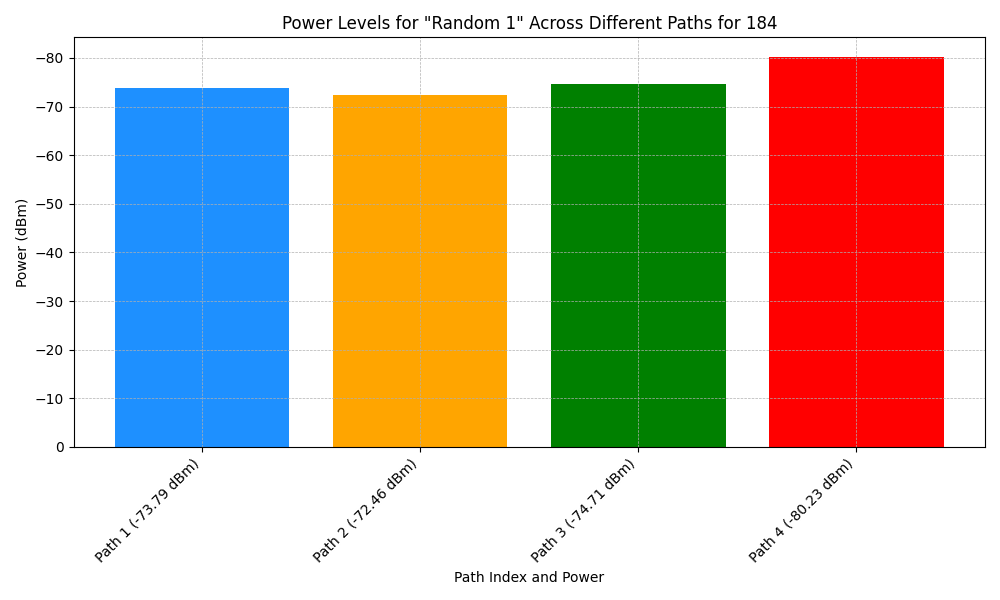 Power Levels for "Random 1" Across Different Paths for 184
Power (dBm)
−80
−70
−60
−50
−40
−30
−20
−10
0
Path 1 (-73.79 dBm)
Path 2 (-72.46 dBm)
Path 3 (-74.71 dBm)
Path 4 (-80.23 dBm)
Path Index and Power